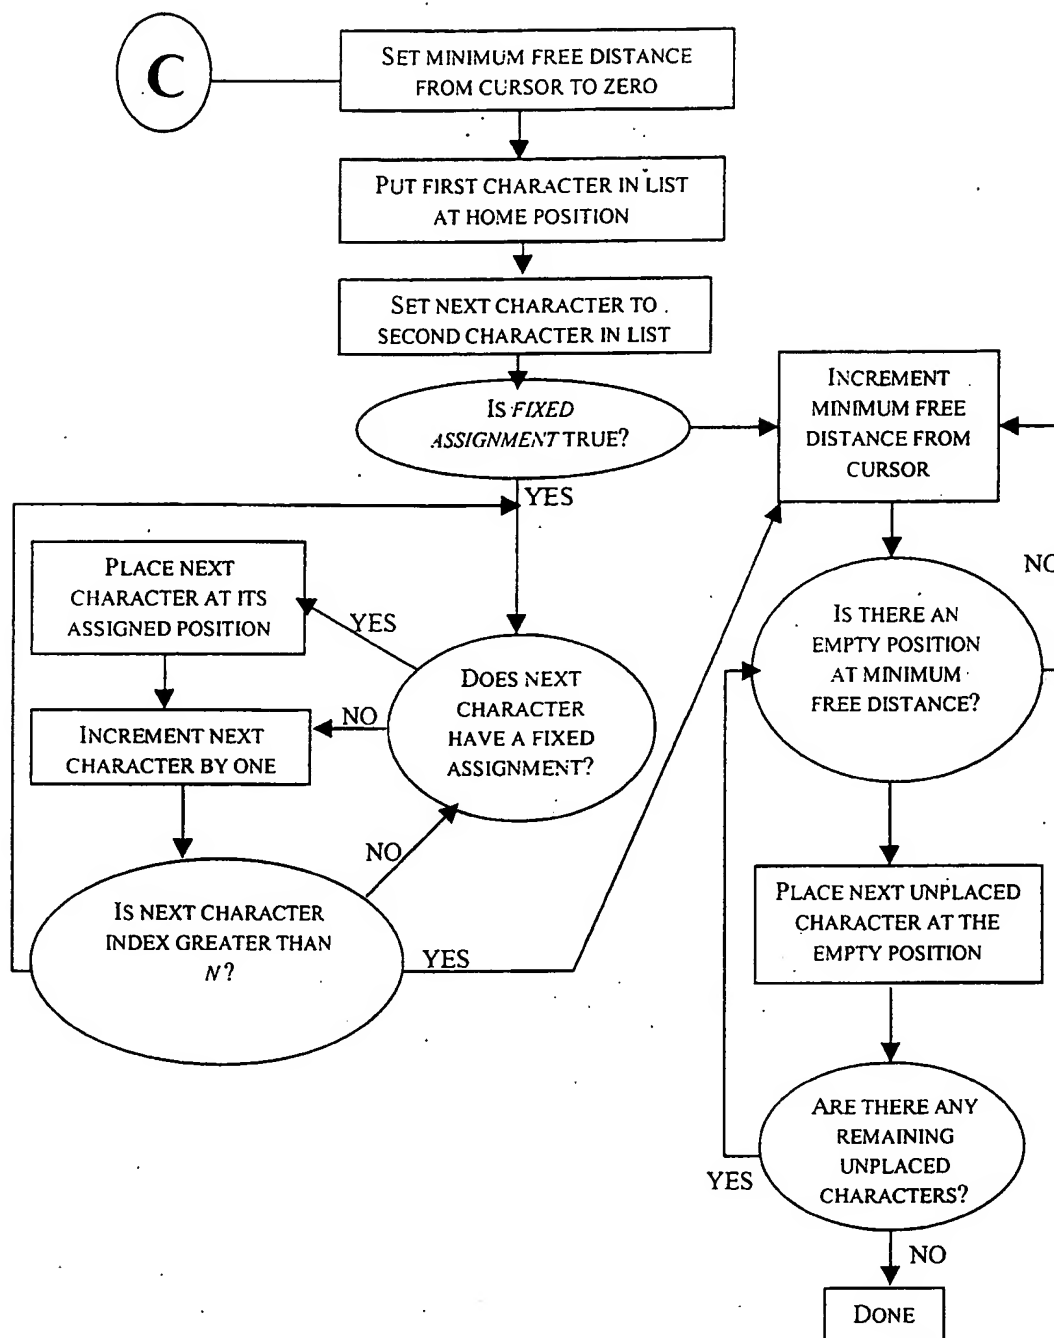 C
SET MINIMUM FREE DISTANCE
FROM CURSOR TO ZERO
PUT FIRST CHARACTER IN LIST
AT HOME POSITION
SET NEXT CHARACTER TO
SECOND CHARACTER IN LIST
IS FIXED
ASSIGNMENT TRUE?
YES
INCREMENT
MINIMUM FREE
DISTANCE FROM
CURSOR
PLACE NEXT
CHARACTER AT ITS
ASSIGNED POSITION
YES
INCREMENT NEXT
CHARACTER BY ONE
NO
DOES NEXT
CHARACTER
HAVE A FIXED
ASSIGNMENT?
NO
IS NEXT CHARACTER
INDEX GREATER THAN
N?
YES
IS THERE AN
EMPTY POSITION
AT MINIMUM
FREE DISTANCE?
NO
PLACE NEXT UNPLACED
CHARACTER AT THE
EMPTY POSITION
ARE THERE ANY
REMAINING
UNPLACED
CHARACTERS?
YES
NO
DONE